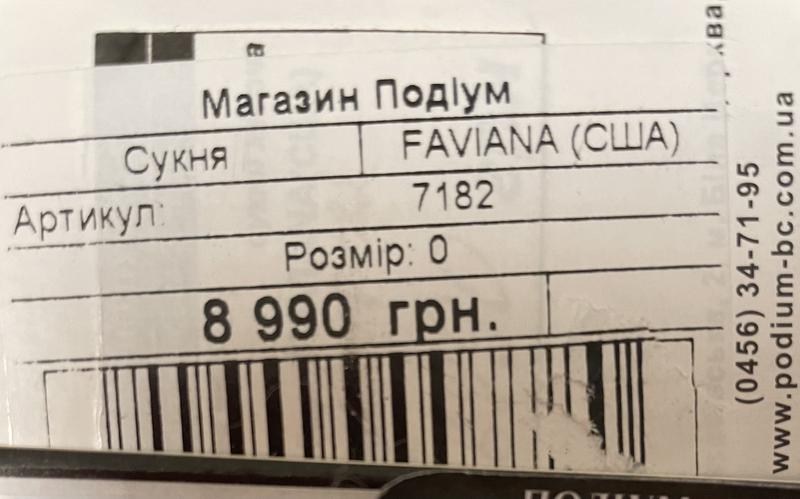 Магазин Подіум
Сукня FAVIANA (США)
Артикул: 7182
Розмір: 0
8 990 грн.
(0456) 34-71-95
www.podium-bc.com.ua